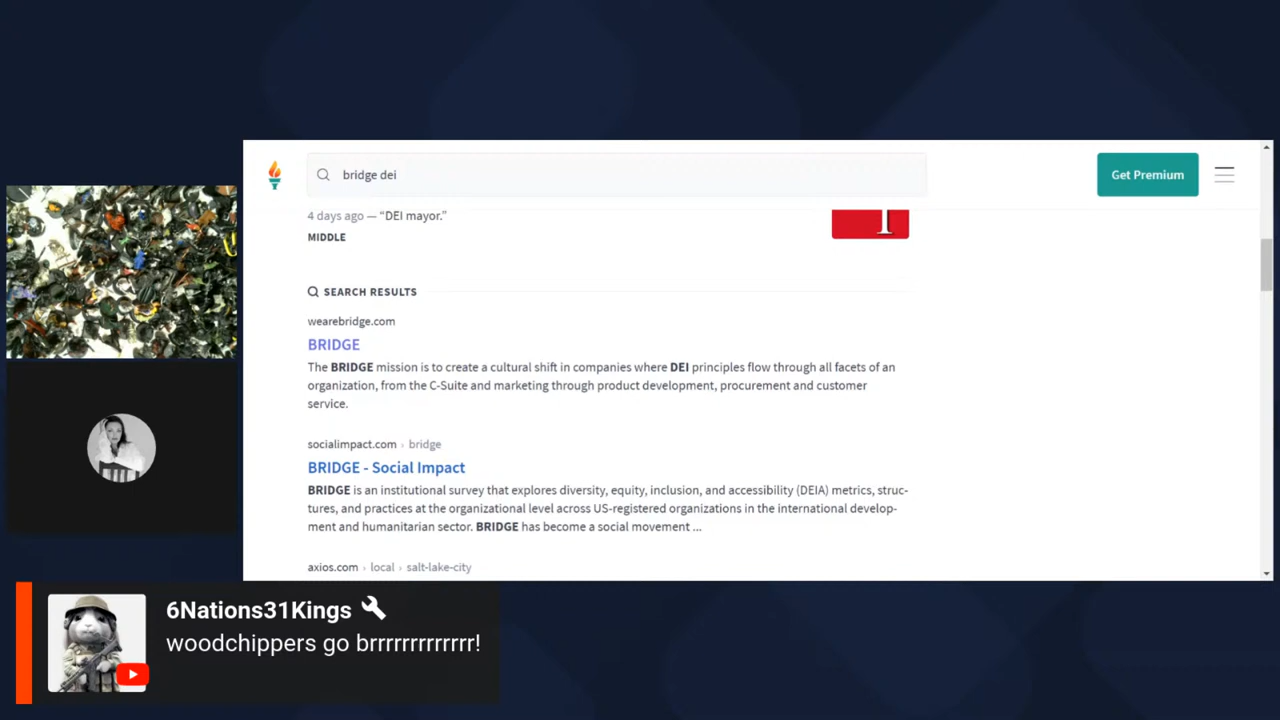 bridge dei
Get Premium
4 days ago — “DEI mayor.”
MIDDLE
SEARCH RESULTS
wearebridge.com
BRIDGE
The BRIDGE mission is to create a cultural shift in companies where DEI principles flow through all facets of an
organization, from the C-Suite and marketing through product development, procurement and customer
service.
socialimpact.com › bridge
BRIDGE - Social Impact
BRIDGE is an institutional survey that explores diversity, equity, inclusion, and accessibility (DEIA) metrics, struc-
tures, and practices at the organizational level across US-registered organizations in the international develop-
ment and humanitarian sector. BRIDGE has become a social movement ...
axios.com › local › salt-lake-city
6Nations31Kings
woodchippers go brrrrrrrrrrrr!